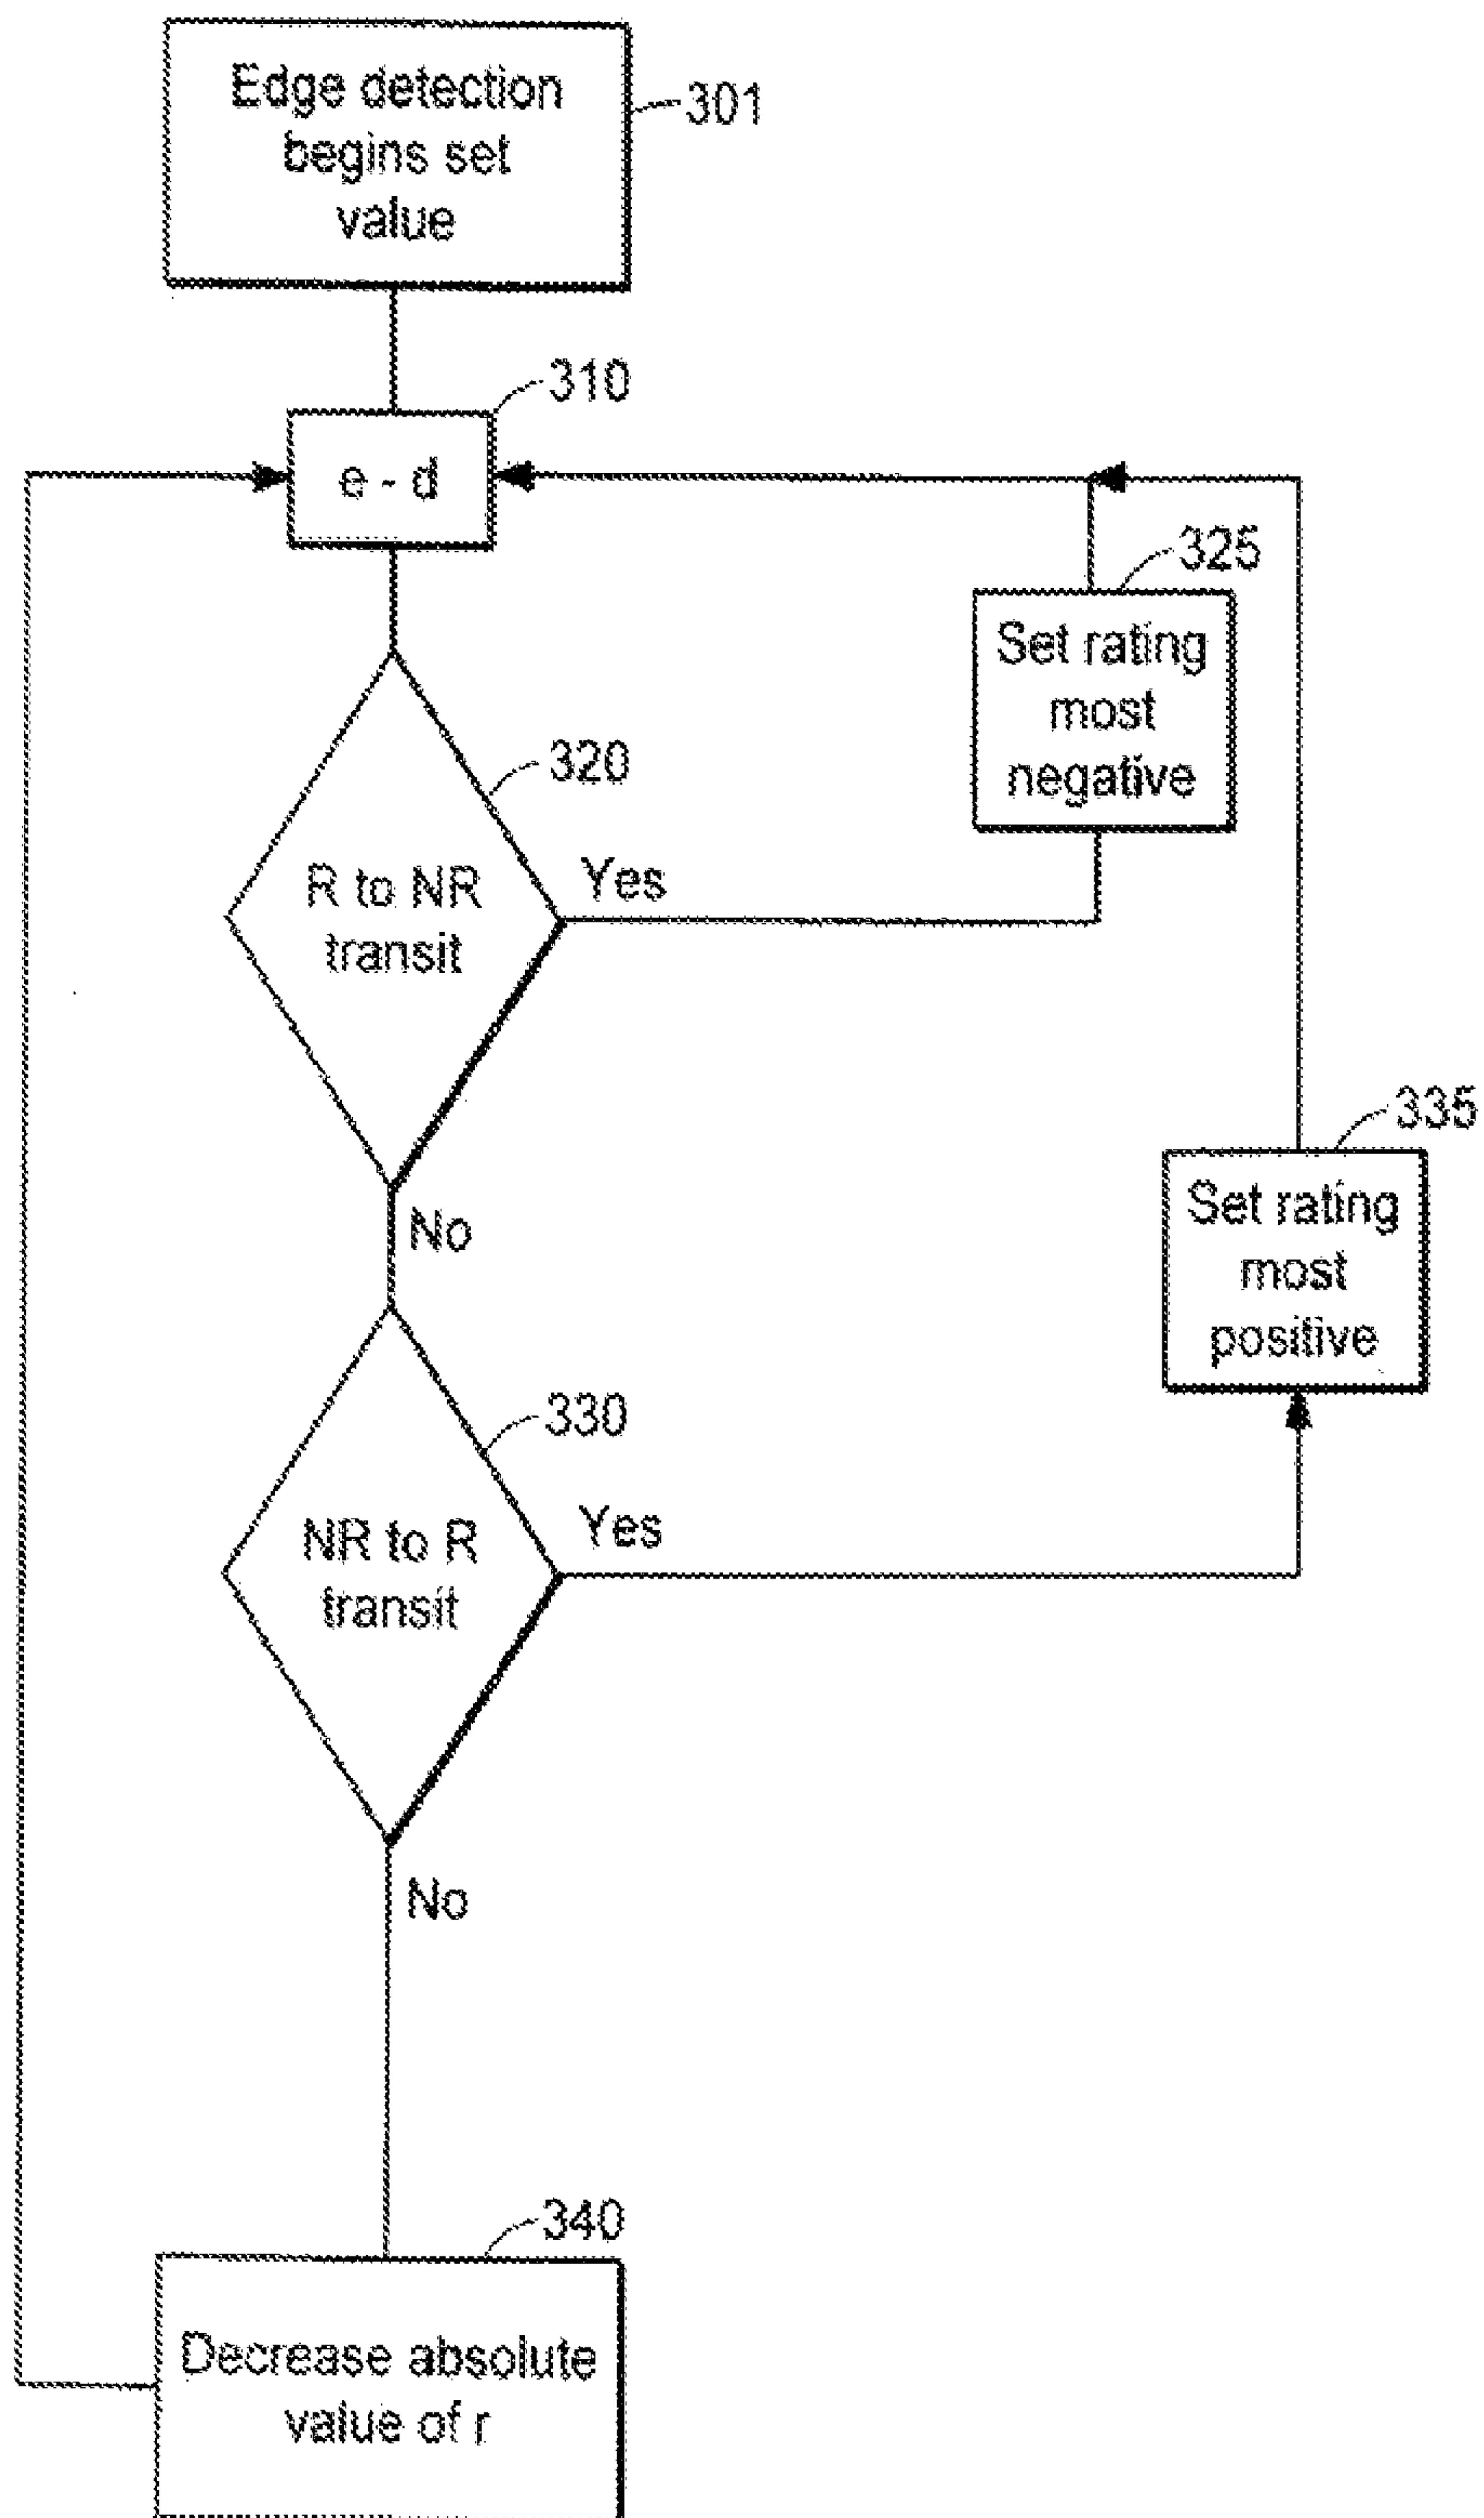 Edge detection
begins set
value
301
310
e - d
325
Set rating
most
negative
320
R to NR
transit
Yes
No
335
Set rating
most
positive
330
NR to R
transit
Yes
No
340
Decrease absolute
value of r